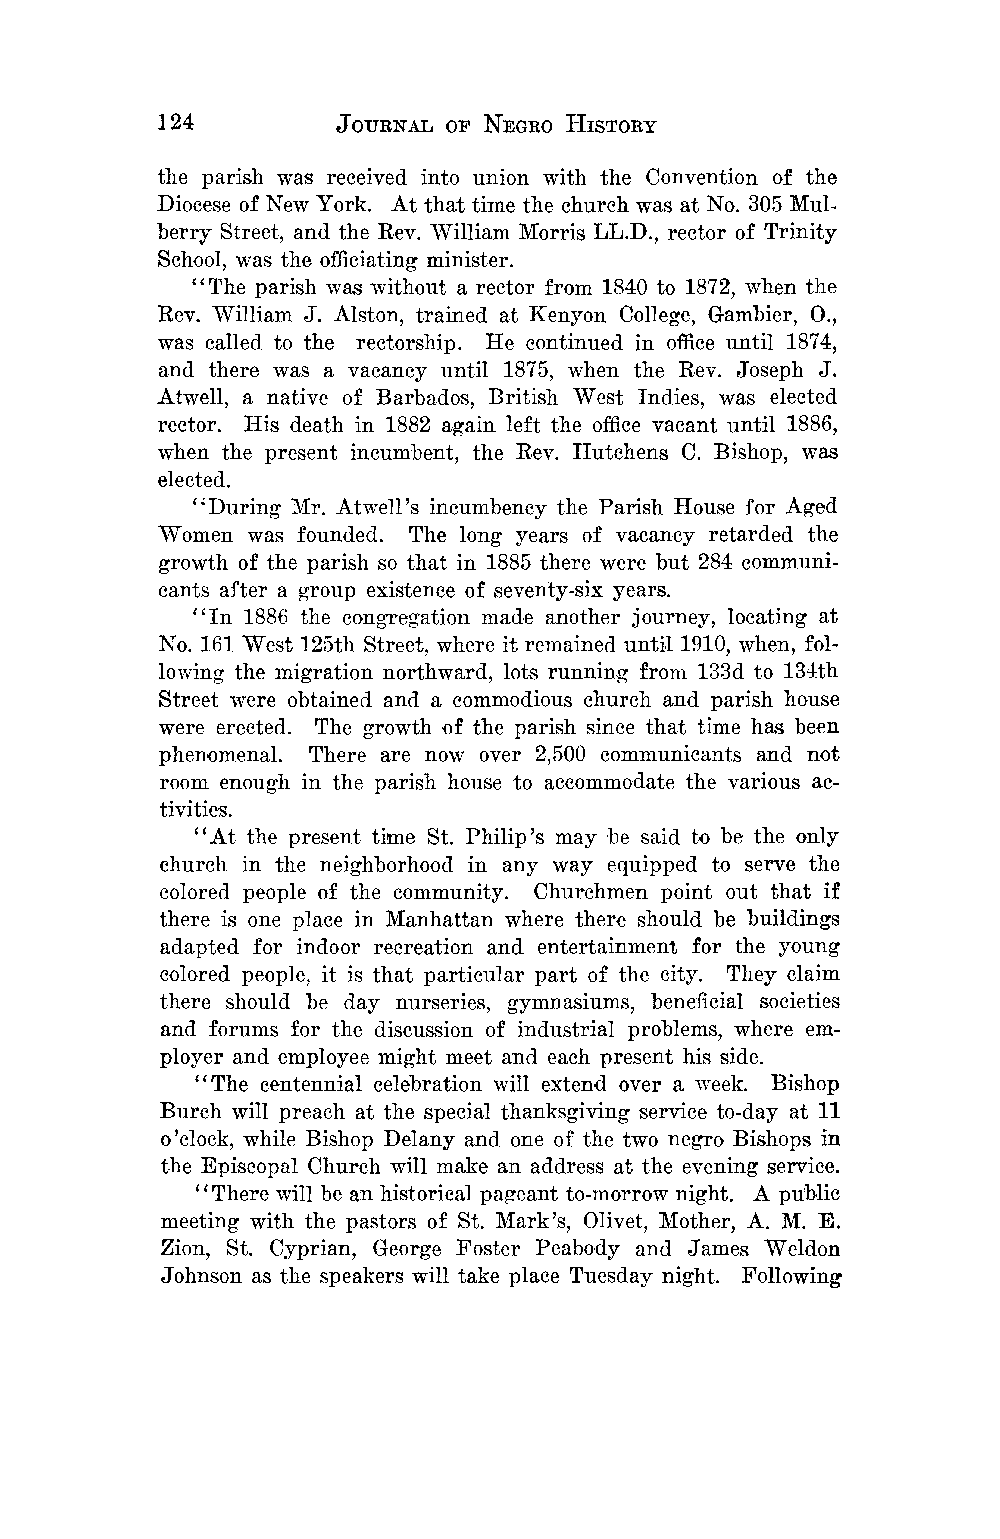 124 JOURNAL OF NEGRO HISTORY
the parish was received into union with the Convention of the
Diocese of New York. At that time the church was at No. 305 Mul-
berry Street, and the Rev. William Morris LL.D., rector of Trinity
School, was the officiating minister.
"The parish was without a rector from 1840 to 1872, when the
Rev. William J. Alston, trained at Kenyon College, Gambier, O.,
was called to the rectorship. He continued in office until 1874,
and there was a vacancy until 1875, when the Rev. Joseph J.
Atwell, a native of Barbados, British West Indies, was elected
rector. His death in 1882 again left the office vacant until 1886,
when the present incumbent, the Rev. Hutchens C. Bishop, was
elected.
"During Mr. Atwell's incumbency the Parish House for Aged
Women was founded. The long years of vacancy retarded the
growth of the parish so that in 1885 there were but 284 communi-
cants after a group existence of seventy-six years.
"In 1886 the congregation made another journey, locating at
No. 161 West 125th Street, where it remained until 1910, when, fol-
lowing the migration northward, lots running from 133d to 134th
Street were obtained and a commodious church and parish house
were erected. The growth of the parish since that time has been
phenomenal. There are now over 2,500 communicants and not
room enough in the parish house to accommodate the various ac-
tivities.
"At the present time St. Philip's may be said to be the only
church in the neighborhood in any way equipped to serve the
colored people of the community. Churchmen point out that if
there is one place in Manhattan where there should be buildings
adapted for indoor recreation and entertainment for the young
colored people, it is that particular part of the city. They claim
there should be day nurseries, gymnasiums, beneficial societies
and forums for the discussion of industrial problems, where em-
ployer and employee might meet and each present his side.
"The centennial celebration will extend over a week. Bishop
Burch will preach at the special thanksgiving service to-day at 11
o'clock, while Bishop Delany and one of the two negro Bishops in
the Episcopal Church will make an address at the evening service.
"There will be an historical pageant to-morrow night. A public
meeting with the pastors of St. Mark's, Olivet, Mother, A. M. E.
Zion, St. Cyprian, George Foster Peabody and James Weldon
Johnson as the speakers will take place Tuesday night. Following